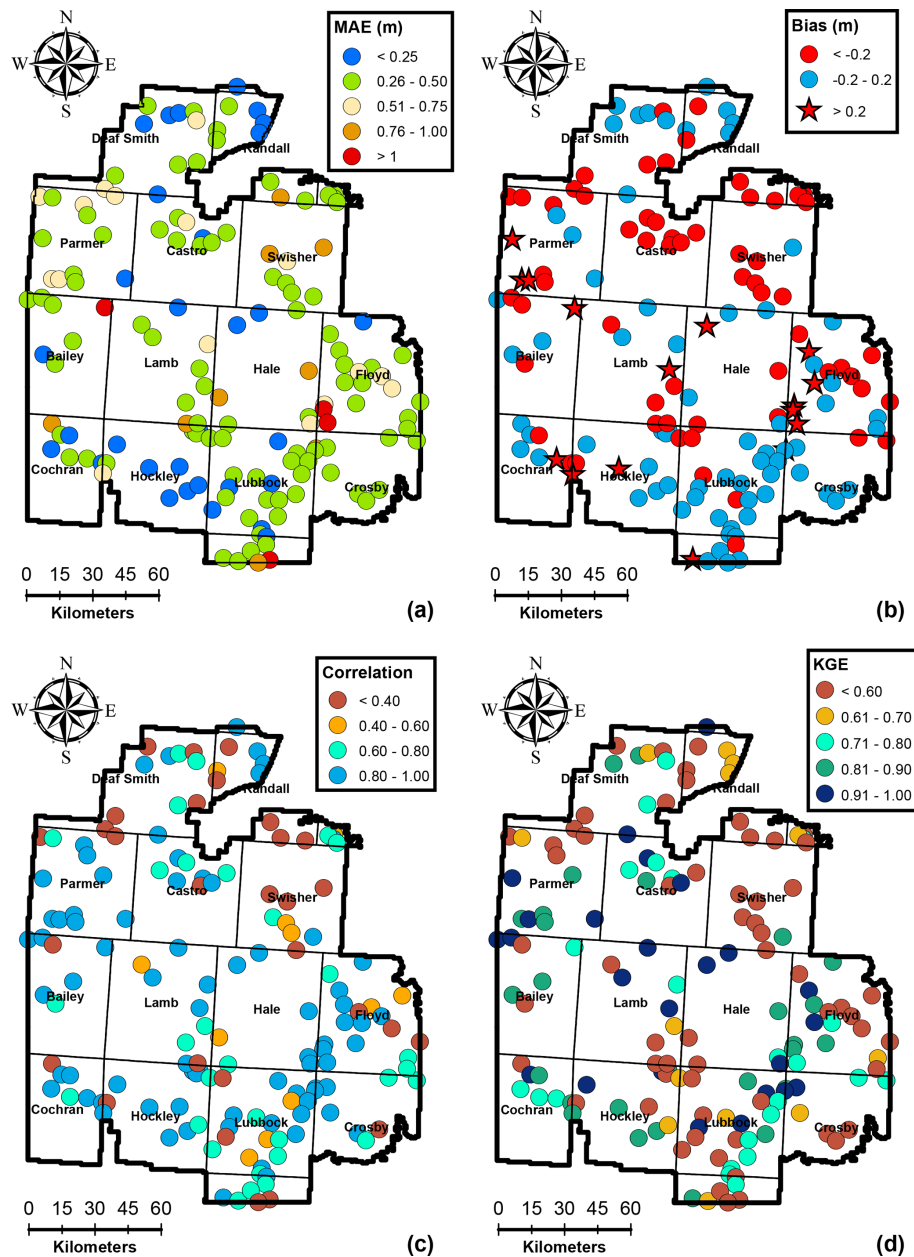 N
W E
S
MAE (m)
< 0.25
0.26 - 0.50
0.51 - 0.75
0.76 - 1.00
> 1
Deaf Smith
Randall
Parmer
Castro
Swisher
Bailey
Lamb
Hale
Floyd
Cochran
Hockley
Lubbock
Crosby
0 15 30 45 60
Kilometers
(a)
N
W E
S
Bias (m)
< -0.2
-0.2 - 0.2
> 0.2
Deaf Smith
Randall
Parmer
Castro
Swisher
Bailey
Lamb
Hale
Floyd
Cochran
Hockley
Lubbock
Crosby
0 15 30 45 60
Kilometers
(b)
N
W E
S
Correlation
< 0.40
0.40 - 0.60
0.60 - 0.80
0.80 - 1.00
Deaf Smith
Randall
Parmer
Castro
Swisher
Bailey
Lamb
Hale
Floyd
Cochran
Hockley
Lubbock
Crosby
0 15 30 45 60
Kilometers
(c)
N
W E
S
KGE
< 0.60
0.61 - 0.70
0.71 - 0.80
0.81 - 0.90
0.91 - 1.00
Deaf Smith
Randall
Parmer
Castro
Swisher
Bailey
Lamb
Hale
Floyd
Cochran
Hockley
Lubbock
Crosby
0 15 30 45 60
Kilometers
(d)